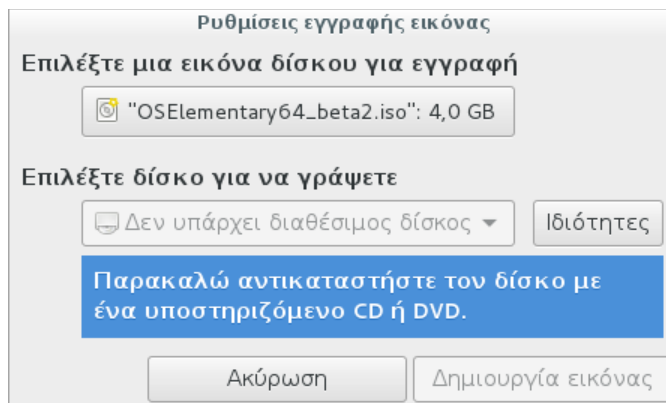 Ρυθμίσεις εγγραφής εικόνας
Επιλέξτε μια εικόνα δίσκου για εγγραφή
"OSElementary64_beta2.iso": 4,0 GB
Επιλέξτε δίσκο για να γράψετε
Δεν υπάρχει διαθέσιμος δίσκος Ιδιότητες
Παρακαλώ αντικαταστήστε τον δίσκο με
ένα υποστηριζόμενο CD ή DVD.
Ακύρωση Δημιουργία εικόνας